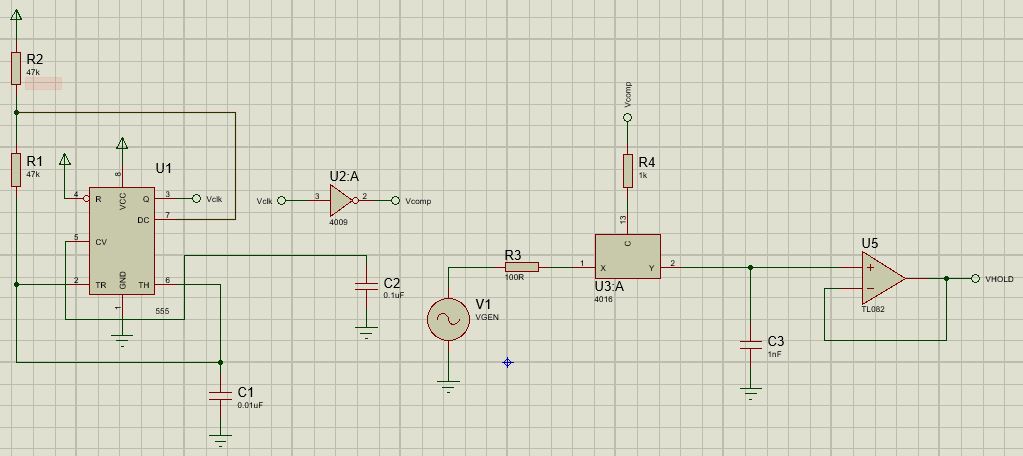 R2
47k
R1
47k
U1
4
R
8
VCC
Q
3
Vclk
DC
7
5
CV
2
TR
GND
1
TH
6
555
C1
0.01uF
C2
0.1uF
U2:A
Vclk
3
2
Vcomp
4009
V1
VGEN
R3
100R
Vcomp
R4
1k
13
C
1
X
Y
2
U3:A
4016
C3
1nF
U5
+
−
TL082
VHOLD